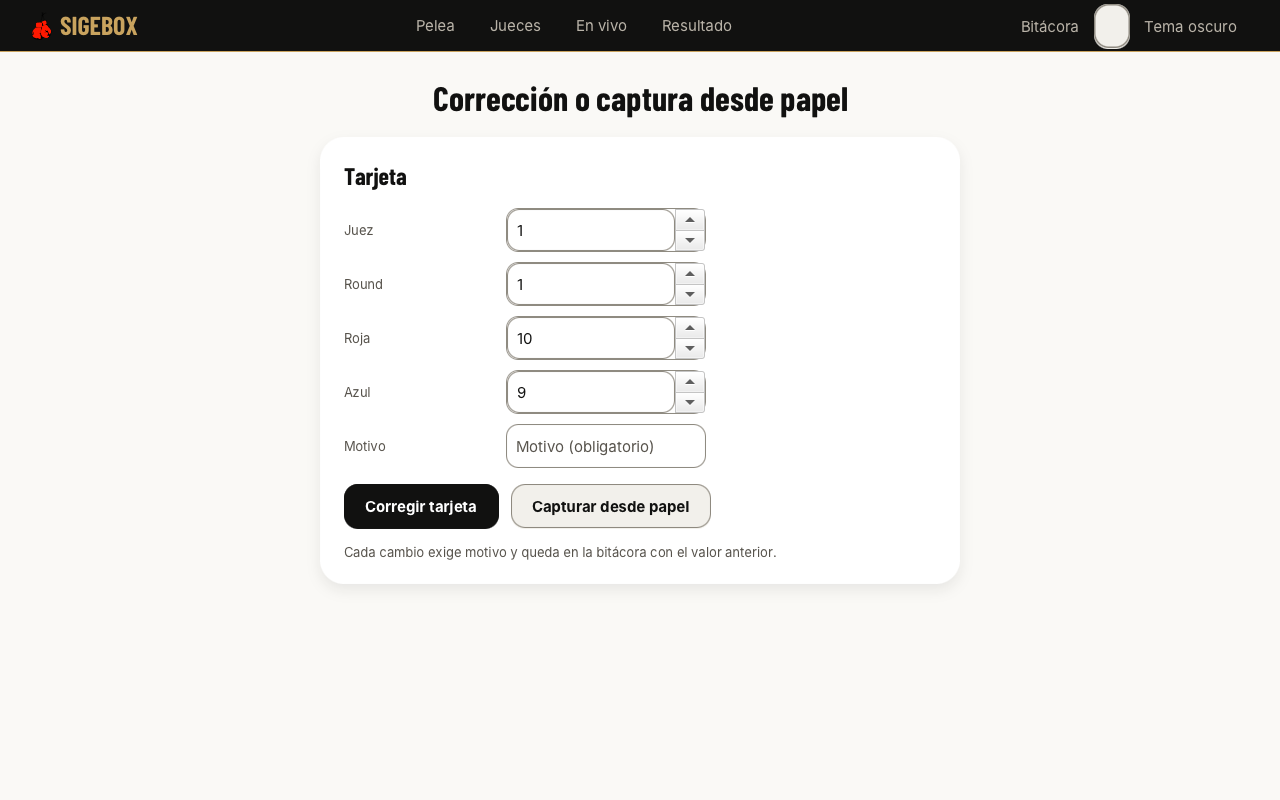 SIGEBOX
Pelea
Jueces
En vivo
Resultado
Bitácora
Tema oscuro
Corrección o captura desde papel
Tarjeta
Juez
1
Round
1
Roja
10
Azul
9
Motivo
Motivo (obligatorio)
Corregir tarjeta
Capturar desde papel
Cada cambio exige motivo y queda en la bitácora con el valor anterior.